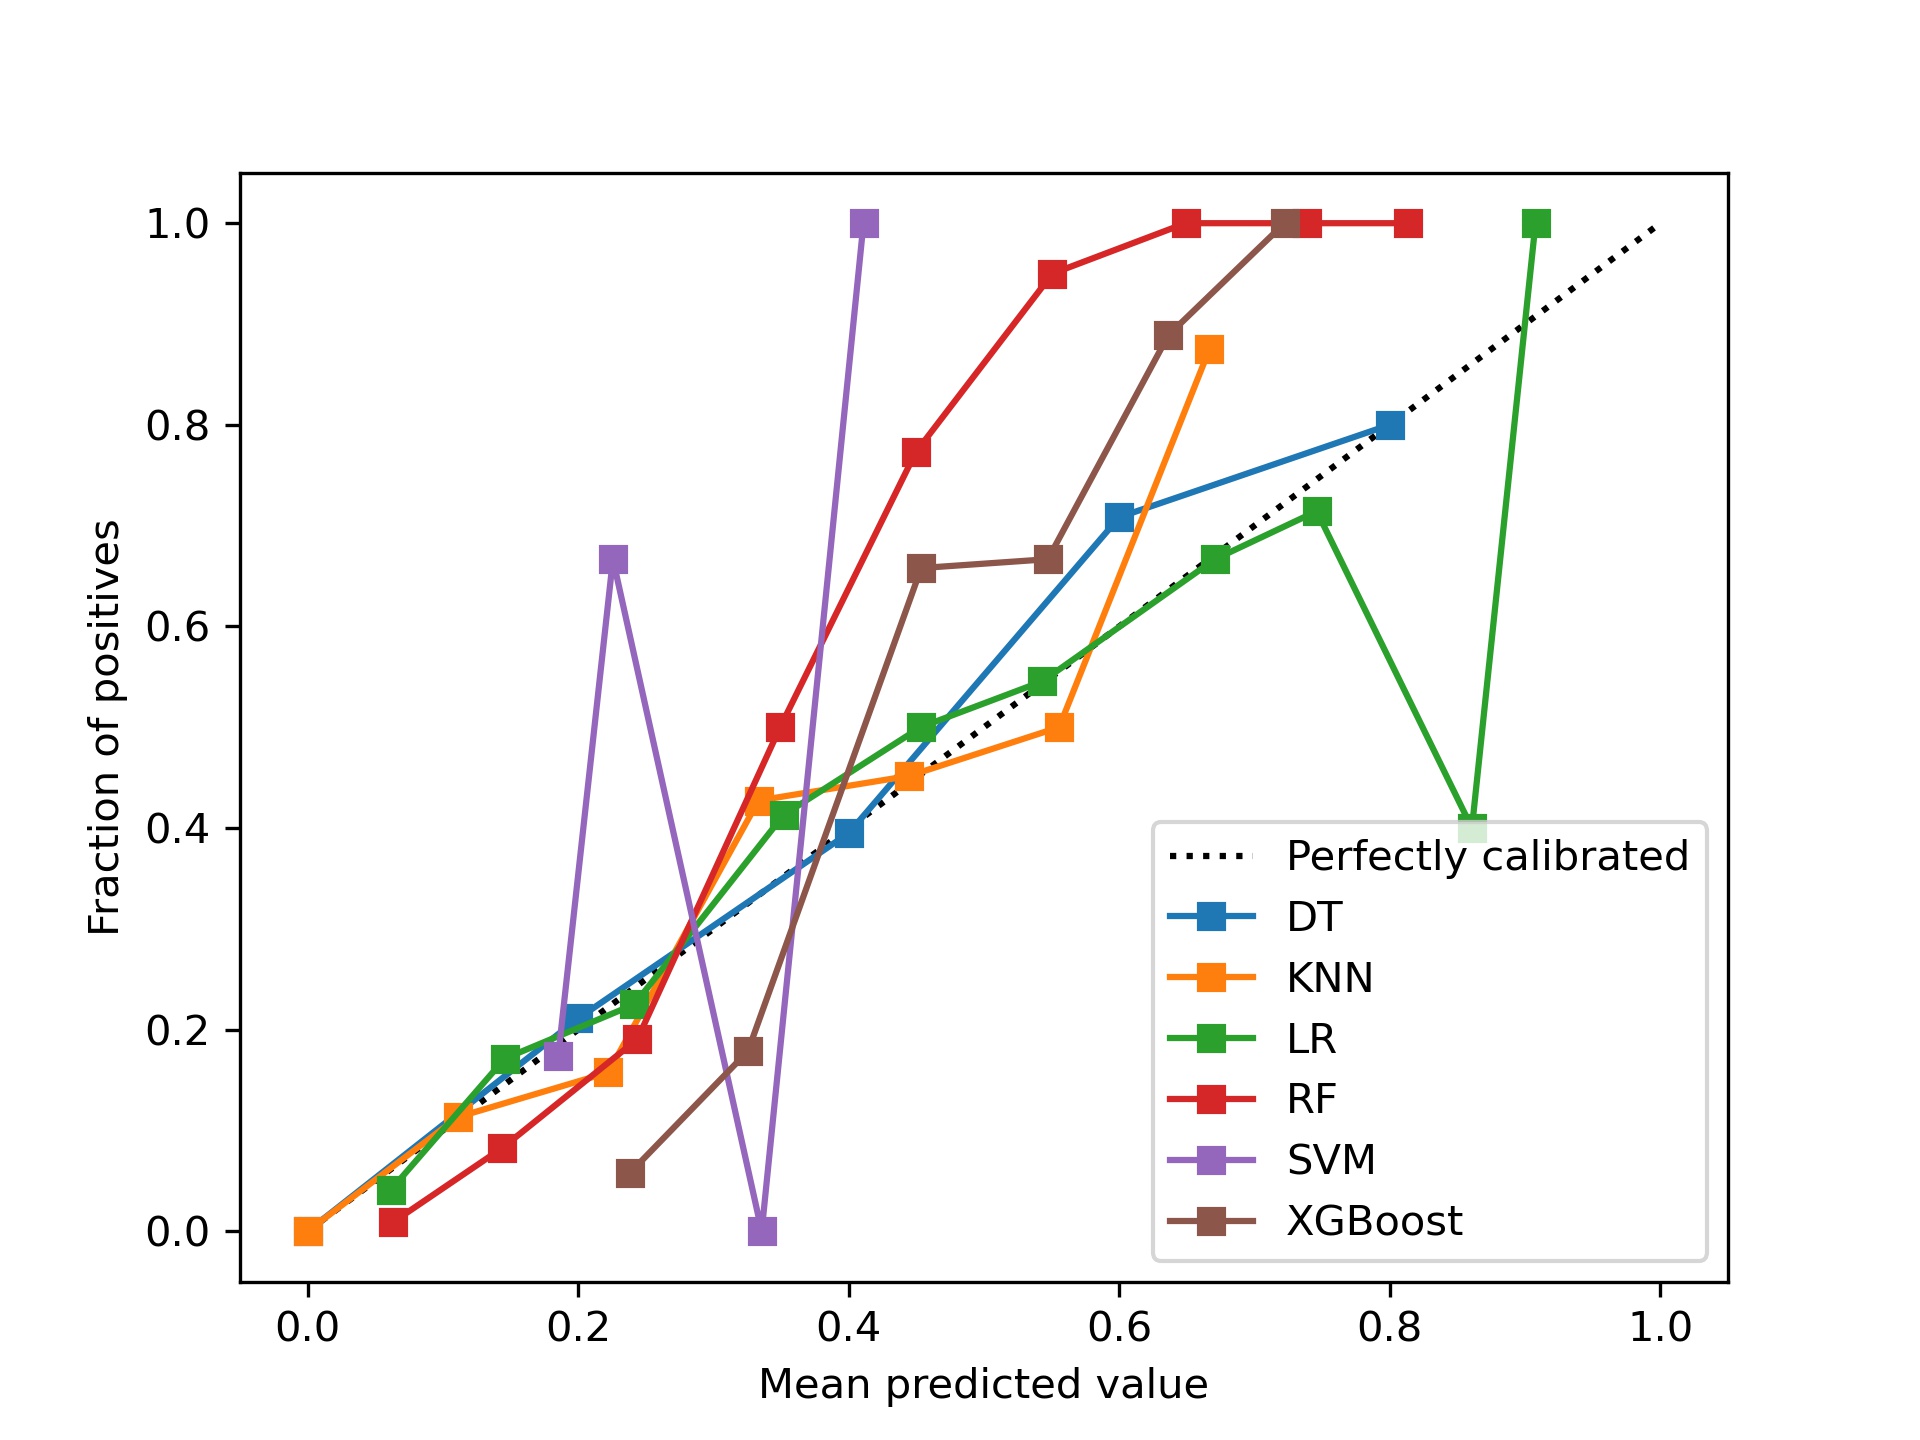 1.0
0.8
0.6
0.4
0.2
0.0
Fraction of positives
0.0 0.2 0.4 0.6 0.8 1.0
Mean predicted value
Perfectly calibrated
DT
KNN
LR
RF
SVM
XGBoost